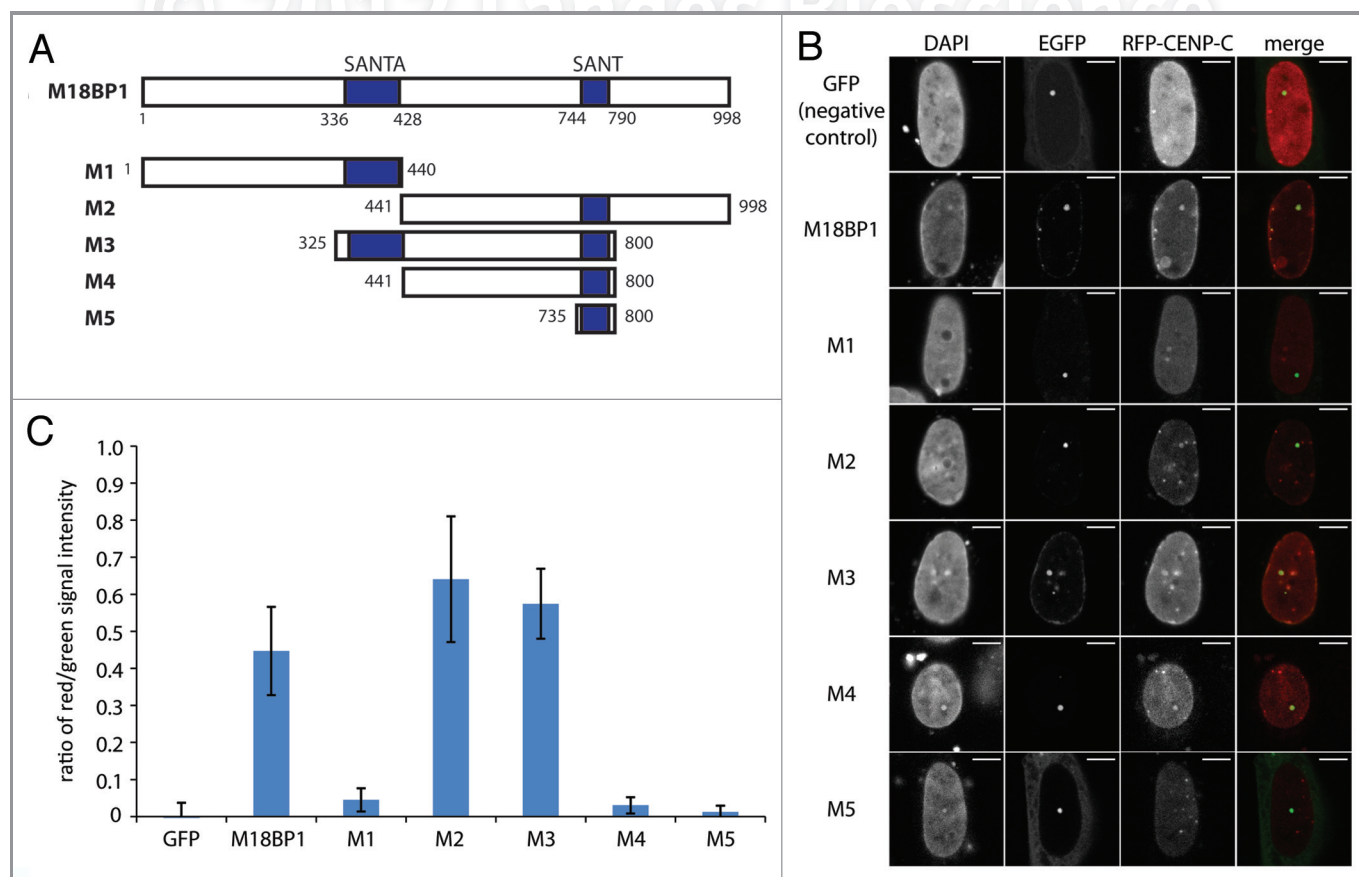 © 2017 Landes Bioscience
A
SANTA SANT
M18BP1
1 336 428 744 790 998
M1 1 440
M2 441 998
M3 325 800
M4 441 800
M5 735 800
B
DAPI EGFP RFP-CENP-C merge
GFP
(negative
control)
M18BP1
M1
M2
M3
M4
M5
C
ratio of red/green signal intensity
1.0
0.9
0.8
0.7
0.6
0.5
0.4
0.3
0.2
0.1
0
GFP M18BP1 M1 M2 M3 M4 M5